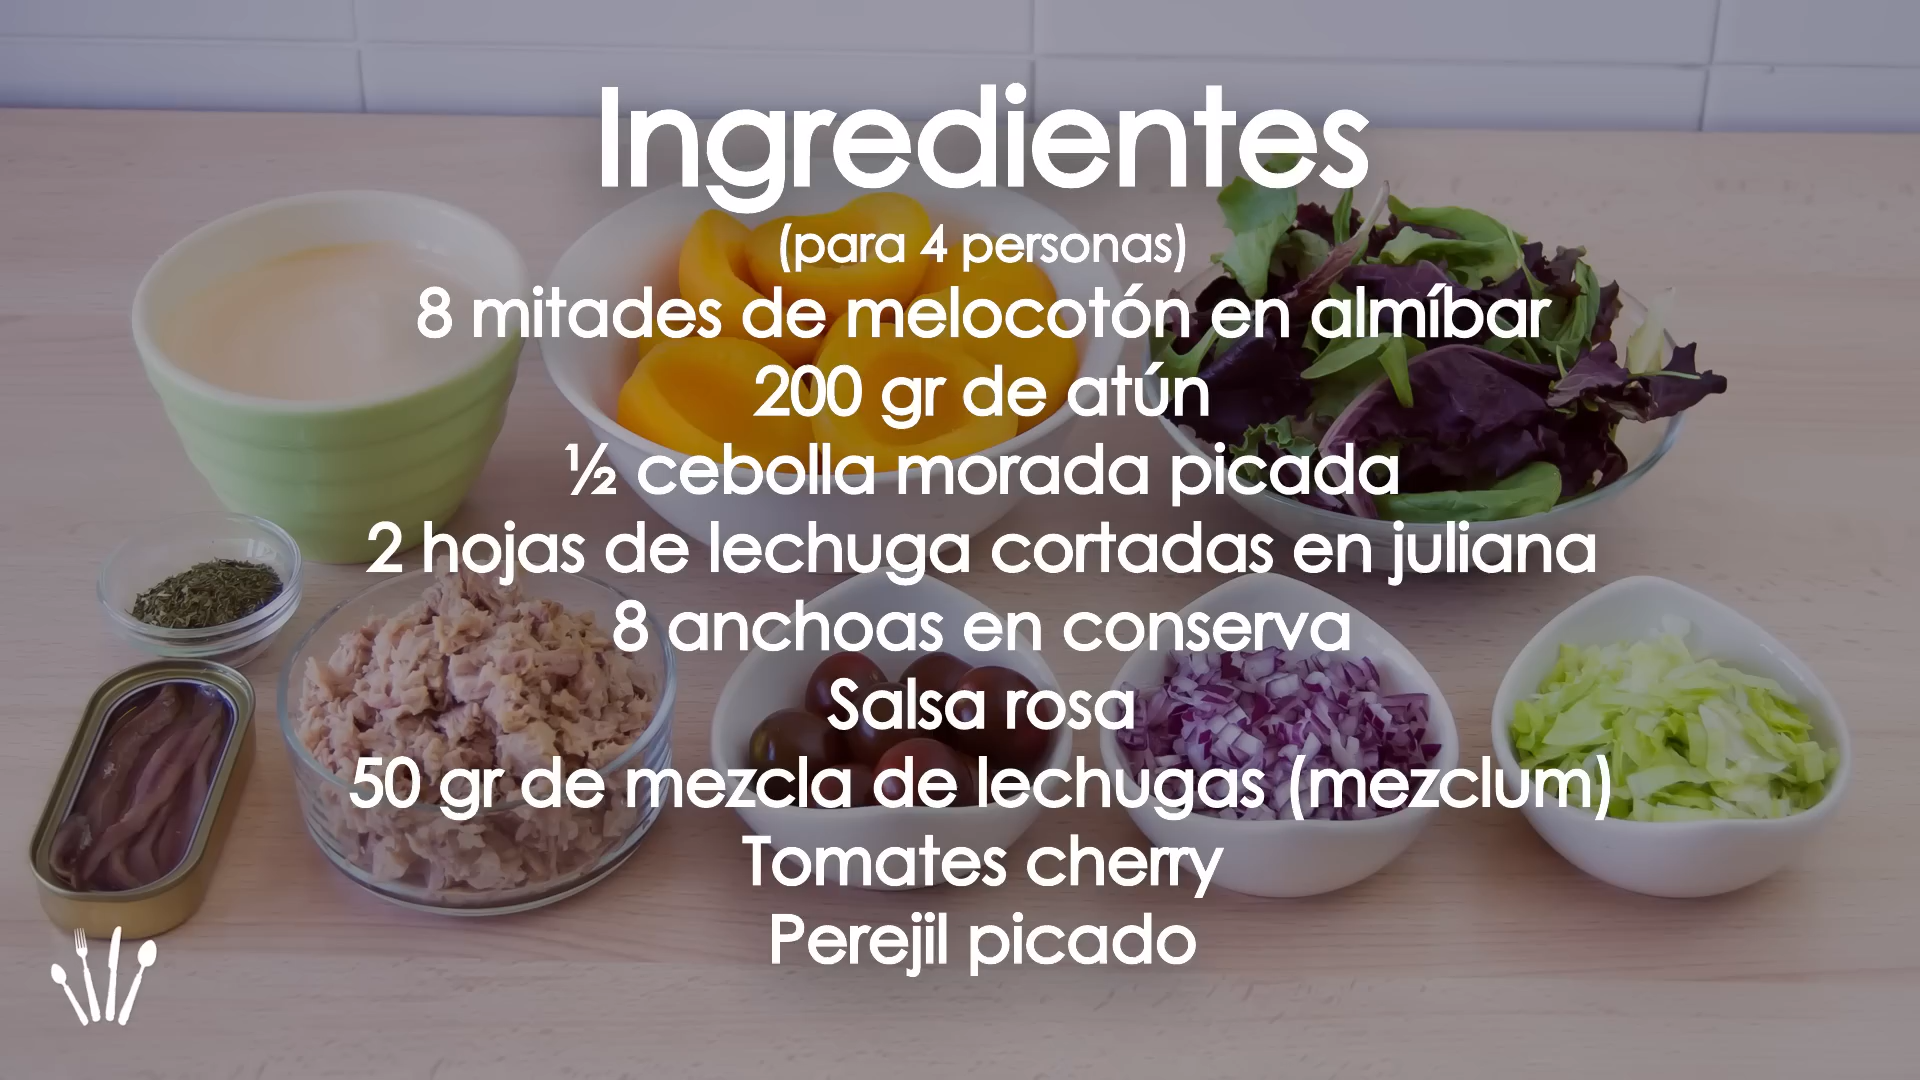 Ingredientes
(para 4 personas)
8 mitades de melocotón en almíbar
200 gr de atún
½ cebolla morada picada
2 hojas de lechuga cortadas en juliana
8 anchoas en conserva
Salsa rosa
50 gr de mezcla de lechugas (mezclum)
Tomates cherry
Perejil picado